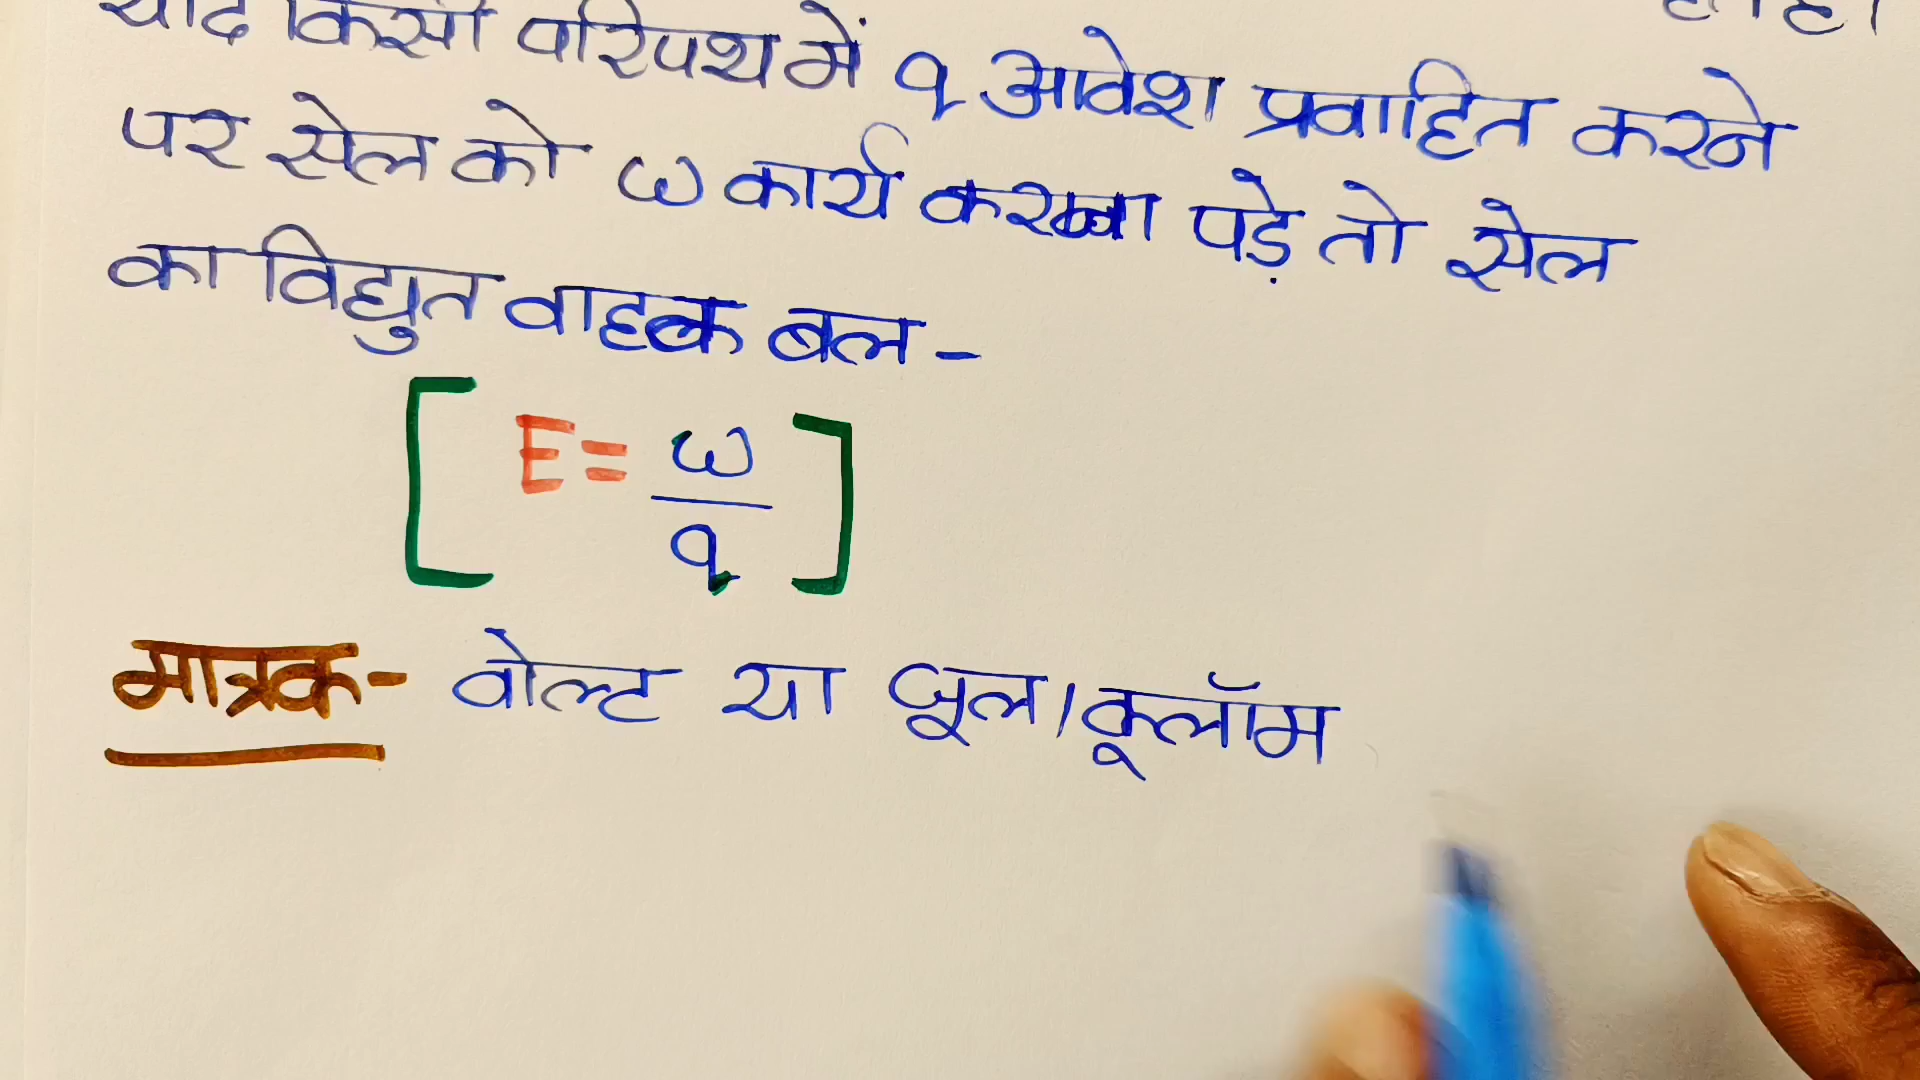 यदि किसी परिपथ में q आवेश प्रवाहित करने
पर सेल को W कार्य करना पड़े तो सेल
का विद्युत वाहक बल -
[ E = W/q ]
मात्रक - वोल्ट या जूल/कूलॉम